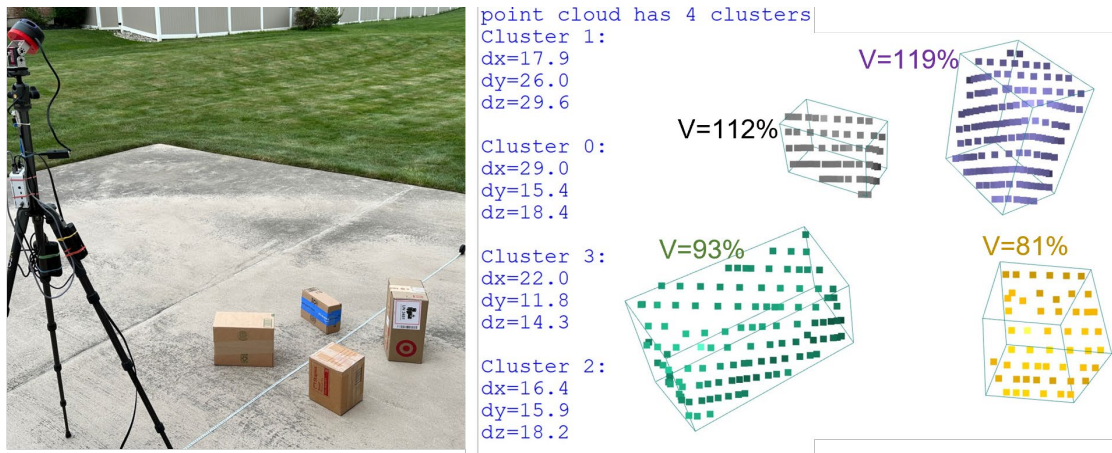 point cloud has 4 clusters
Cluster 1:
dx=17.9
dy=26.0
dz=29.6
Cluster 0:
dx=29.0
dy=15.4
dz=18.4
Cluster 3:
dx=22.0
dy=11.8
dz=14.3
Cluster 2:
dx=16.4
dy=15.9
dz=18.2
V=119%
V=112%
V=93%
V=81%